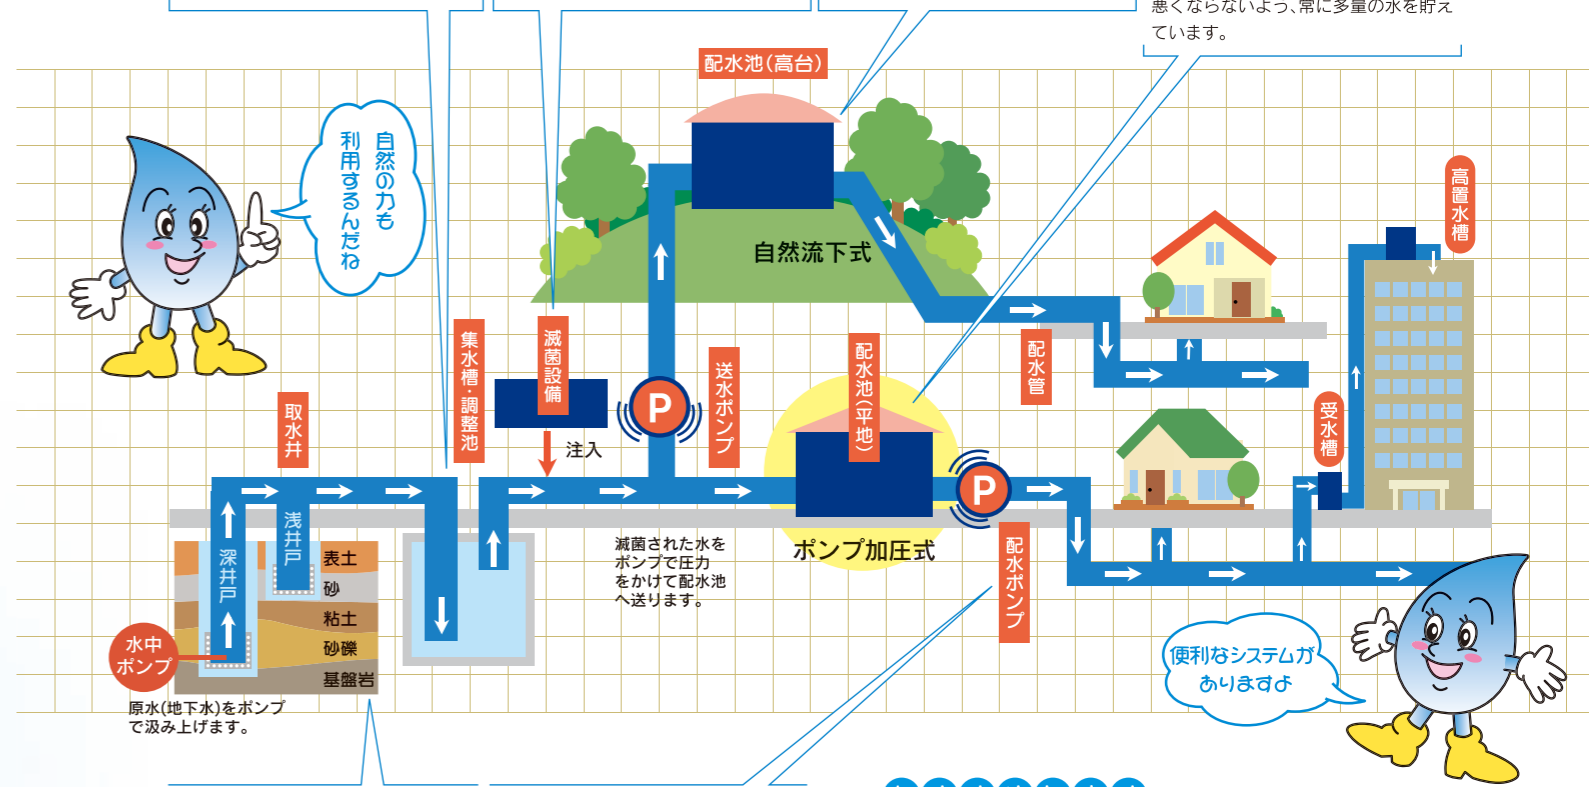 悪くならないよう、常に多量の水を貯え
ています。
配水池(高台)
自然の力も
利用するんだね
高置水槽
自然流下式
集水槽・調整池
滅菌設備
注入
送水ポンプ
配水池(平地)
配水管
受水槽
取水井
浅井戸
深井戸
表土
砂
粘土
砂礫
基盤岩
水中
ポンプ
原水(地下水)をポンプ
で汲み上げます。
P
滅菌された水を
ポンプで圧力
をかけて配水池
へ送ります。
P
ポンプ加圧式
配水ポンプ
便利なシステムが
ありますよ